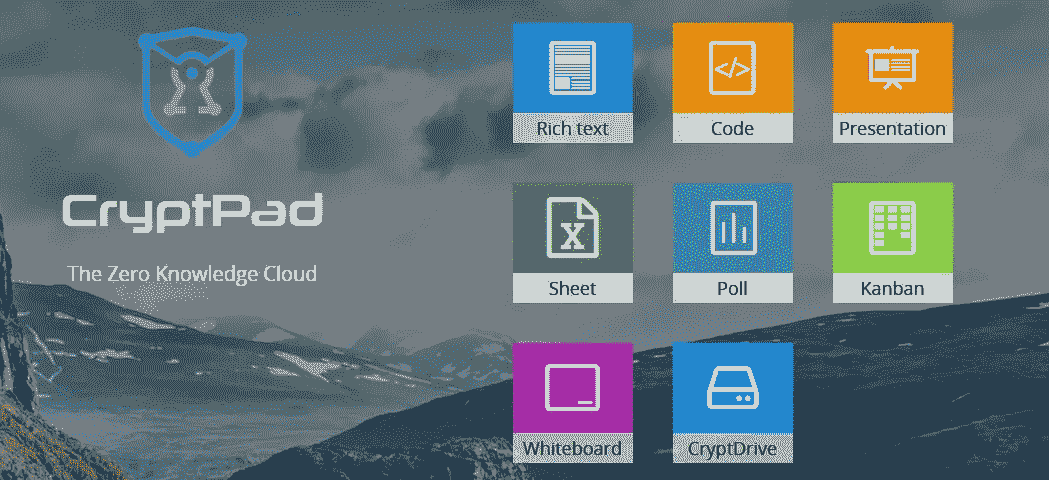 CryptPad
The Zero Knowledge Cloud
Rich text
Code
Presentation
Sheet
Poll
Kanban
Whiteboard
CryptDrive